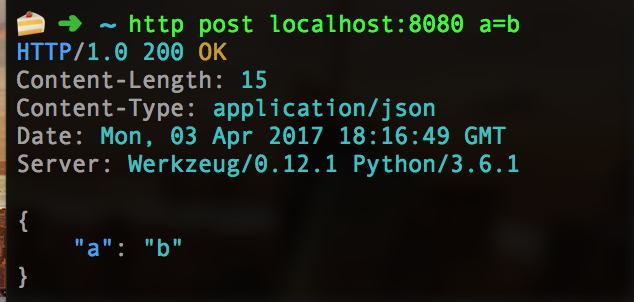 ~ http post localhost:8080 a=b
HTTP/1.0 200 OK
Content-Length: 15
Content-Type: application/json
Date: Mon, 03 Apr 2017 18:16:49 GMT
Server: Werkzeug/0.12.1 Python/3.6.1
{
"a": "b"
}